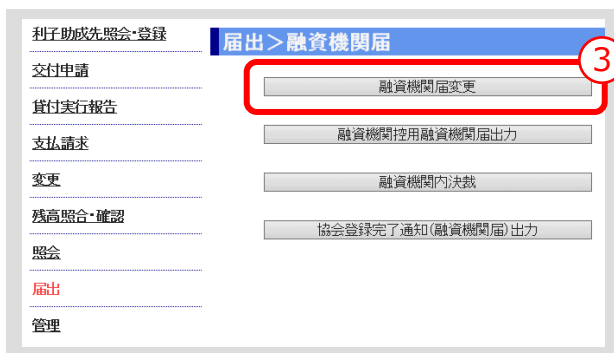 利子助成先照会・登録
交付申請
貸付実行報告
支払請求
変更
残高照合・確認
照会
届出
管理
届出＞融資機関届
3
融資機関届変更
融資機関控用融資機関届出力
融資機関内決裁
協会登録完了通知(融資機関届)出力